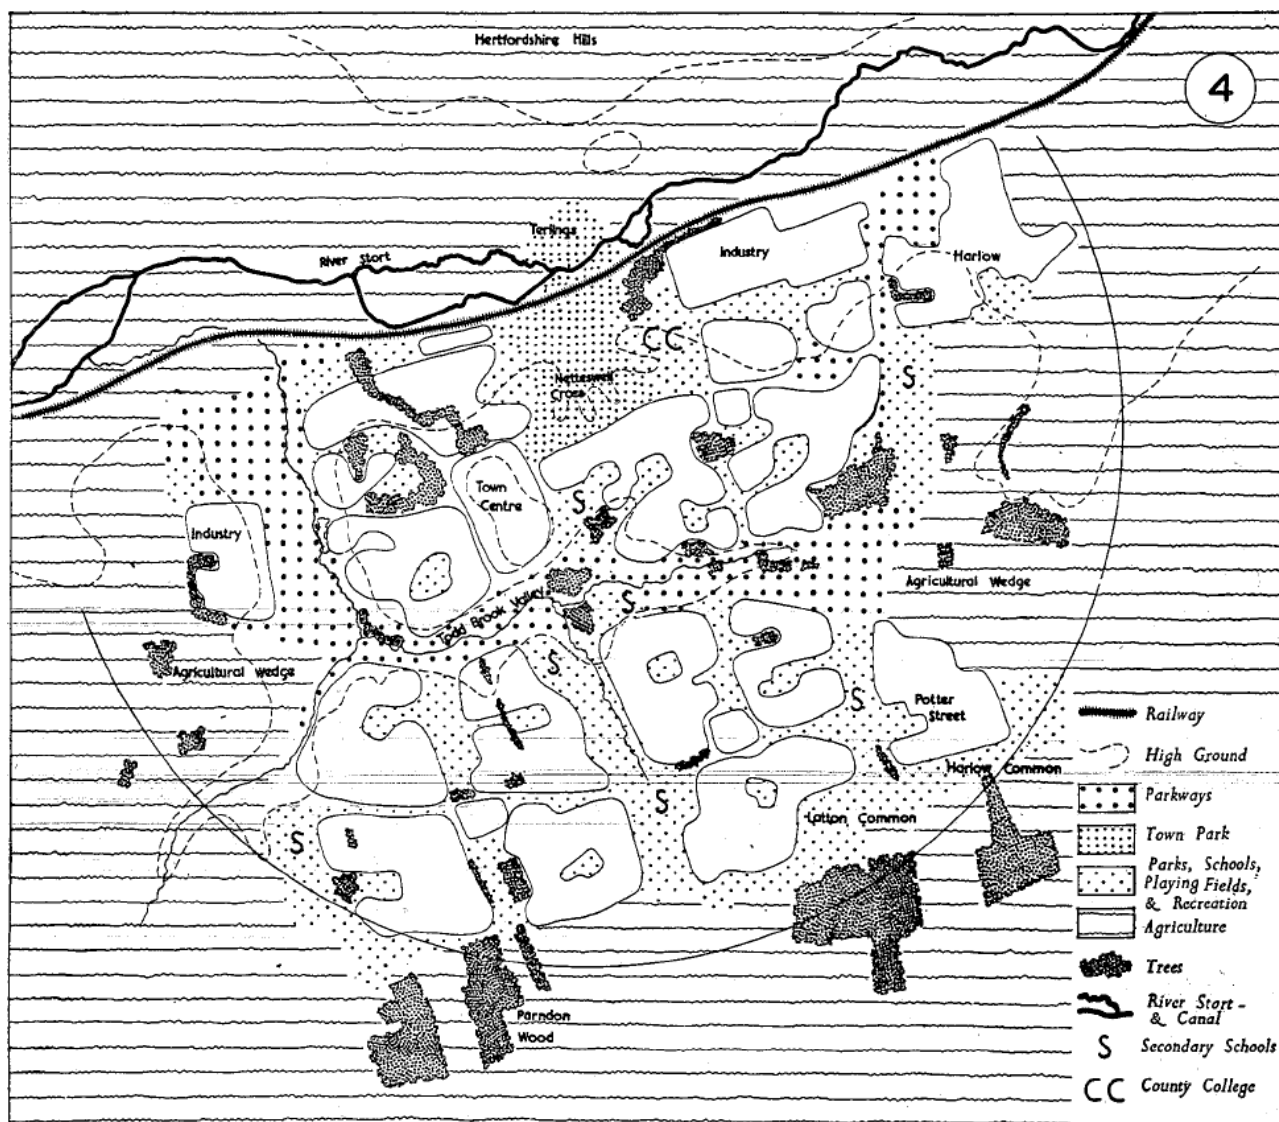 Hertfordshire Hills
4
Terlings
River Stort
Industry
Harlow
CC
Netteswell
Cross
S
Town
Centre
S
Industry
Agricultural Wedge
Todd Brook Valley
S
S
Agricultural Wedge
S
Potter
Street
Railway
High Ground
Harlow Common
Parkways
S
Latton Common
Town Park
S
Parks, Schools,
Playing Fields,
& Recreation
Agriculture
Trees
River Stort -
& Canal
Parndon
Wood
S Secondary Schools
CC County College